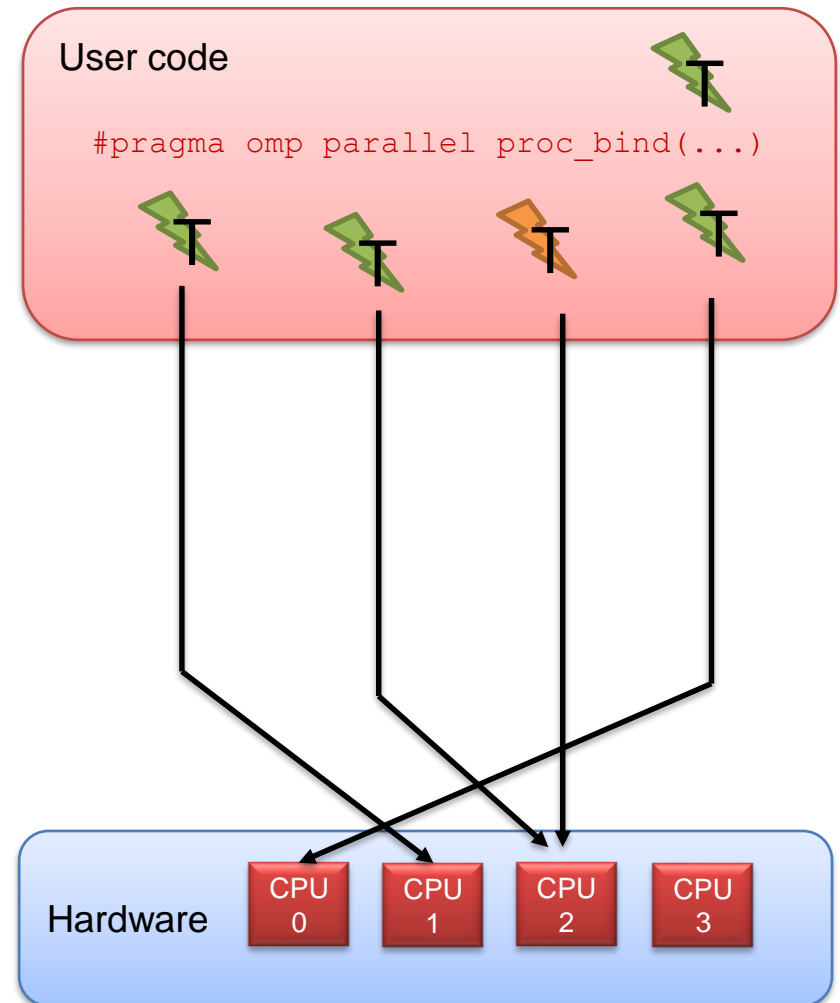 User code
T
#pragma omp parallel proc_bind(...)
T T T T
Hardware
CPU 0
CPU 1
CPU 2
CPU 3